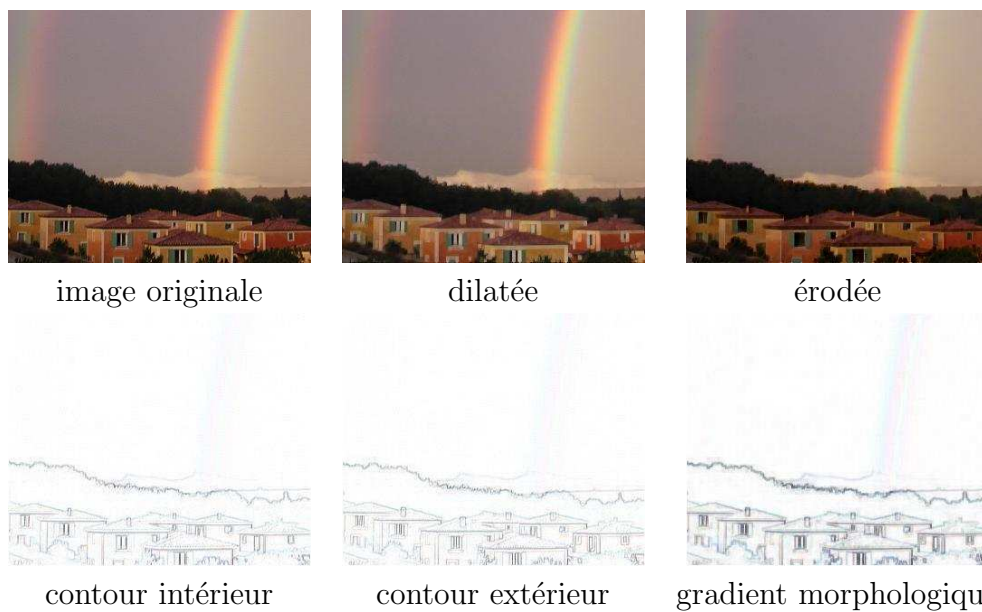 image originale
dilatée
érodée
contour intérieur
contour extérieur
gradient morphologiqu